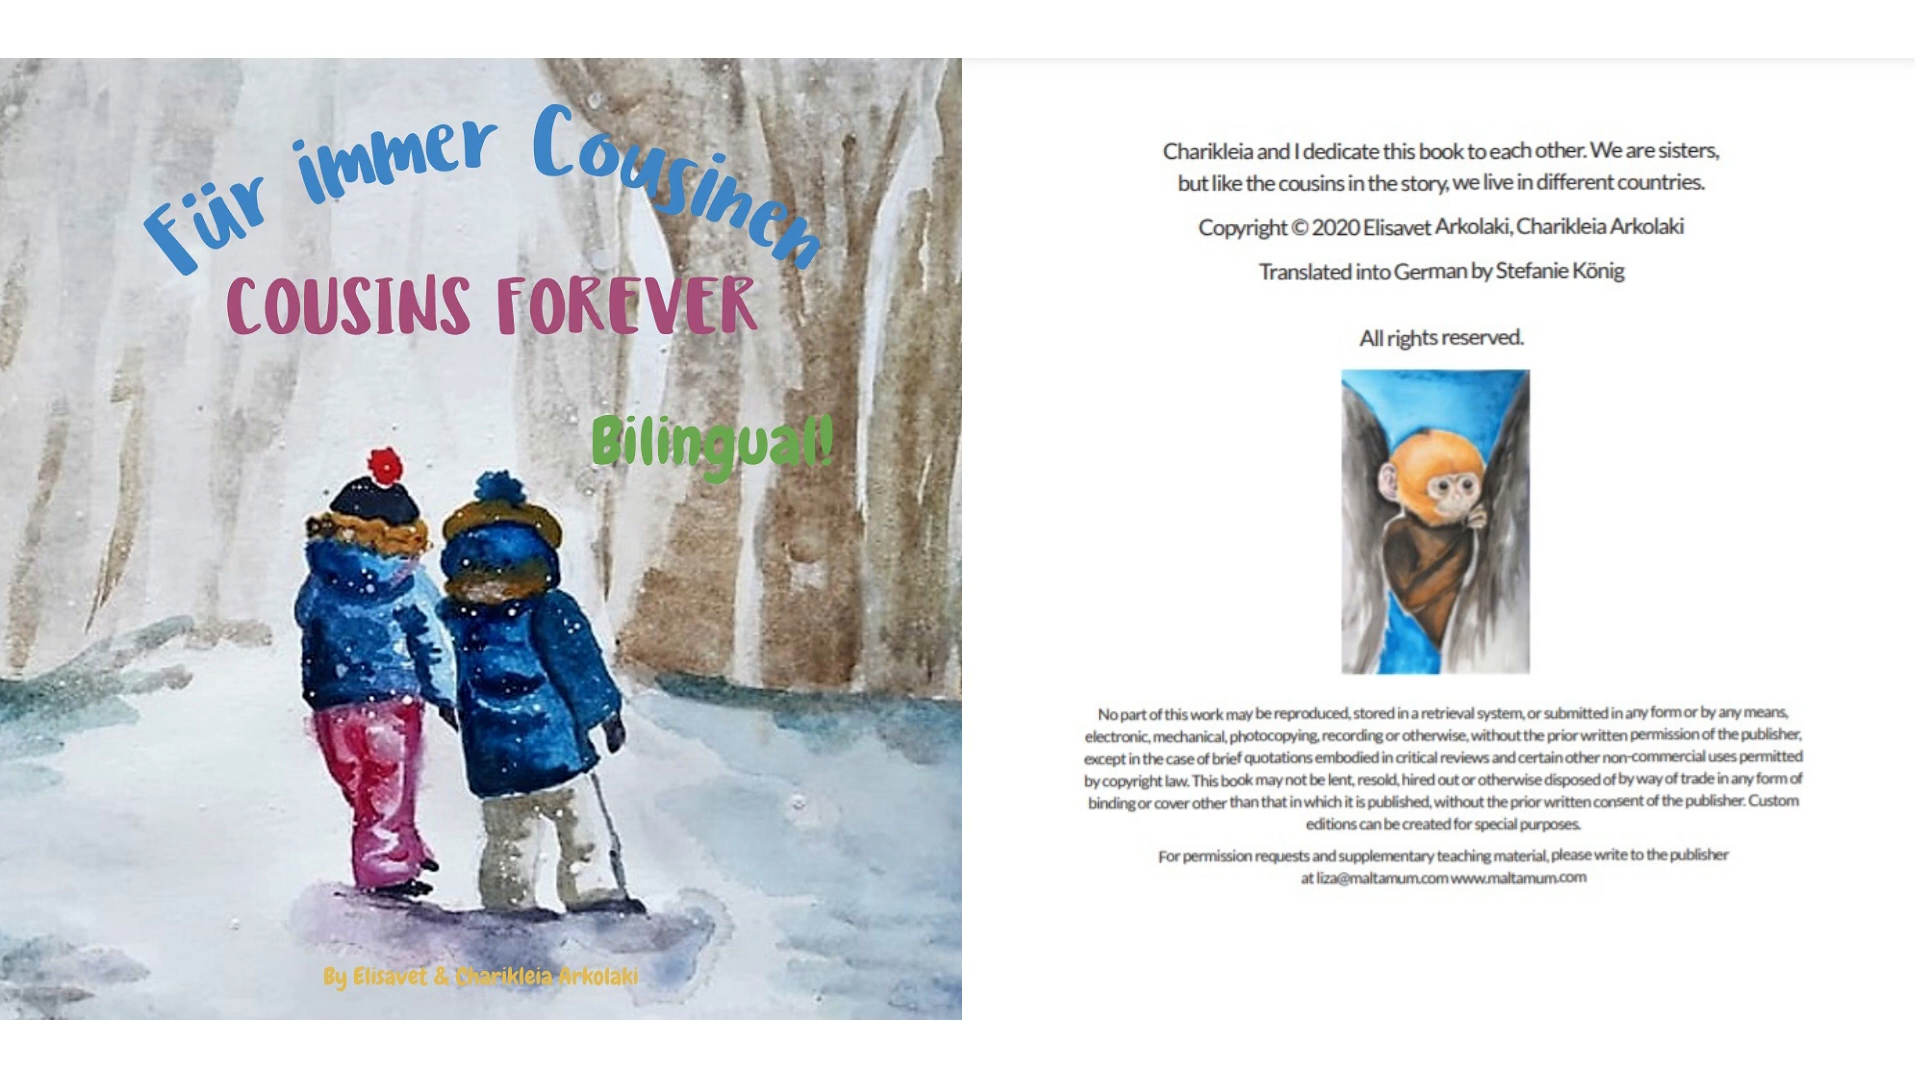 Für immer Cousinen
COUSINS FOREVER
Bilingual!
By Elisavet & Charikleia Arkolaki
Charikleia and I dedicate this book to each other. We are sisters,
but like the cousins in the story, we live in different countries.
Copyright © 2020 Elisavet Arkolaki, Charikleia Arkolaki
Translated into German by Stefanie König
All rights reserved.
No part of this work may be reproduced, stored in a retrieval system, or submitted in any form or by any means,
electronic, mechanical, photocopying, recording or otherwise, without the prior written permission of the publisher,
except in the case of brief quotations embodied in critical reviews and certain other non-commercial uses permitted
by copyright law. This book may not be lent, resold, hired out or otherwise disposed of by way of trade in any form of
binding or cover other than that in which it is published, without the prior written consent of the publisher. Custom
editions can be created for special purposes.
For permission requests and supplementary teaching material, please write to the publisher
at liza@maltamum.com www.maltamum.com